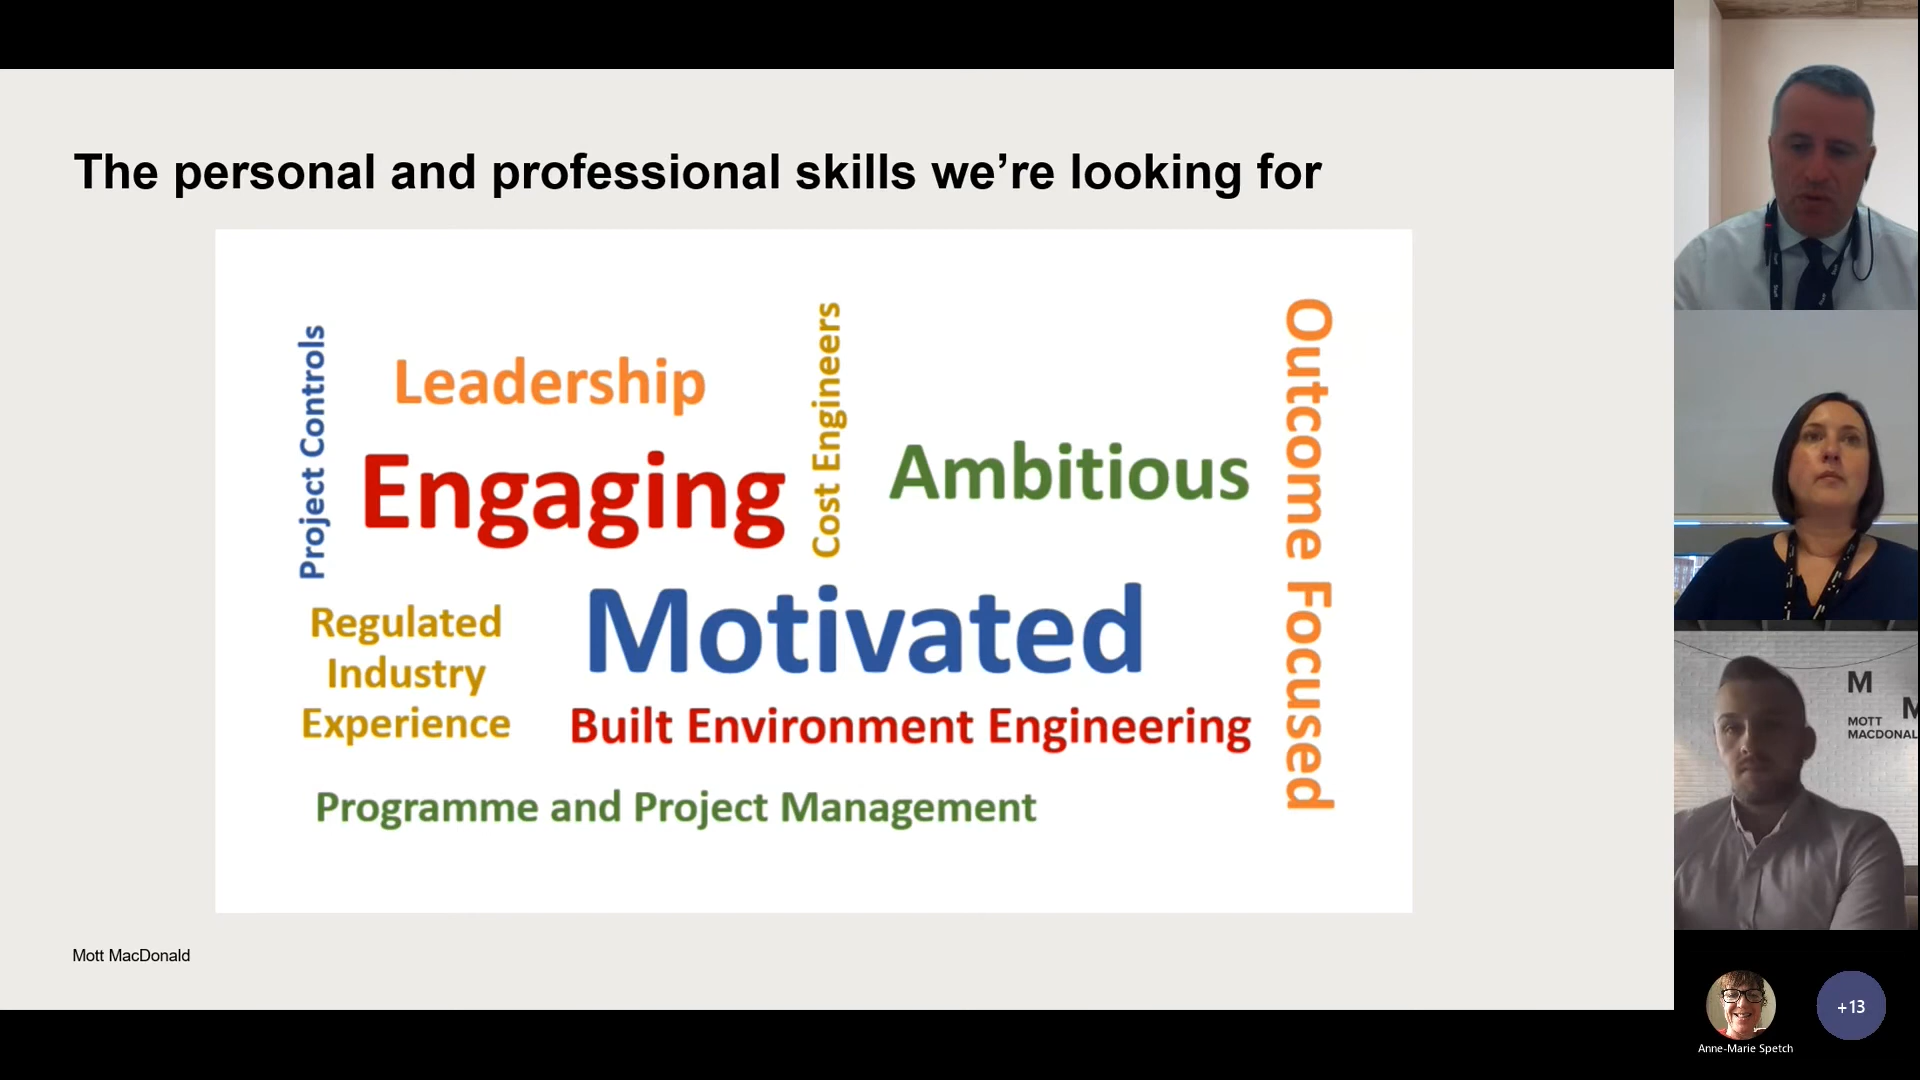 The personal and professional skills we're looking for
Project Controls
Leadership
Cost Engineers
Engaging
Ambitious
Outcome Focused
Regulated
Industry
Experience
Motivated
Built Environment Engineering
Programme and Project Management
Mott MacDonald
M
M
MOTT
MACDONAL
Anne-Marie Spetch
+13